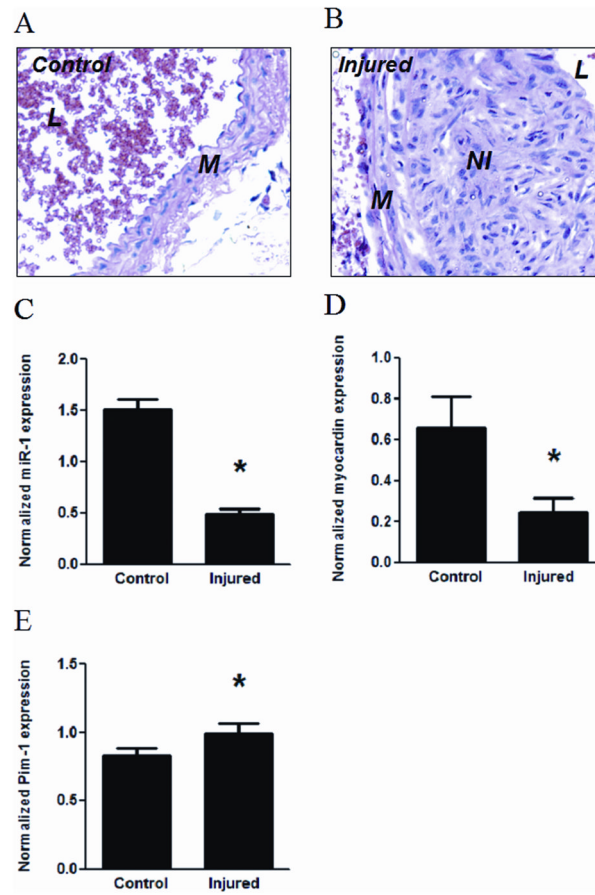 A
Control
L
M
B
Injured
L
NI
M
C
Normalized miR-1 expression
2.0
1.5
1.0
0.5
0.0
*
Control Injured
D
Normalized myocardin expression
1.0
0.8
0.6
0.4
0.2
0.0
*
Control Injured
E
Normalized Pim-1 expression
1.5
1.0
0.5
0.0
*
Control Injured